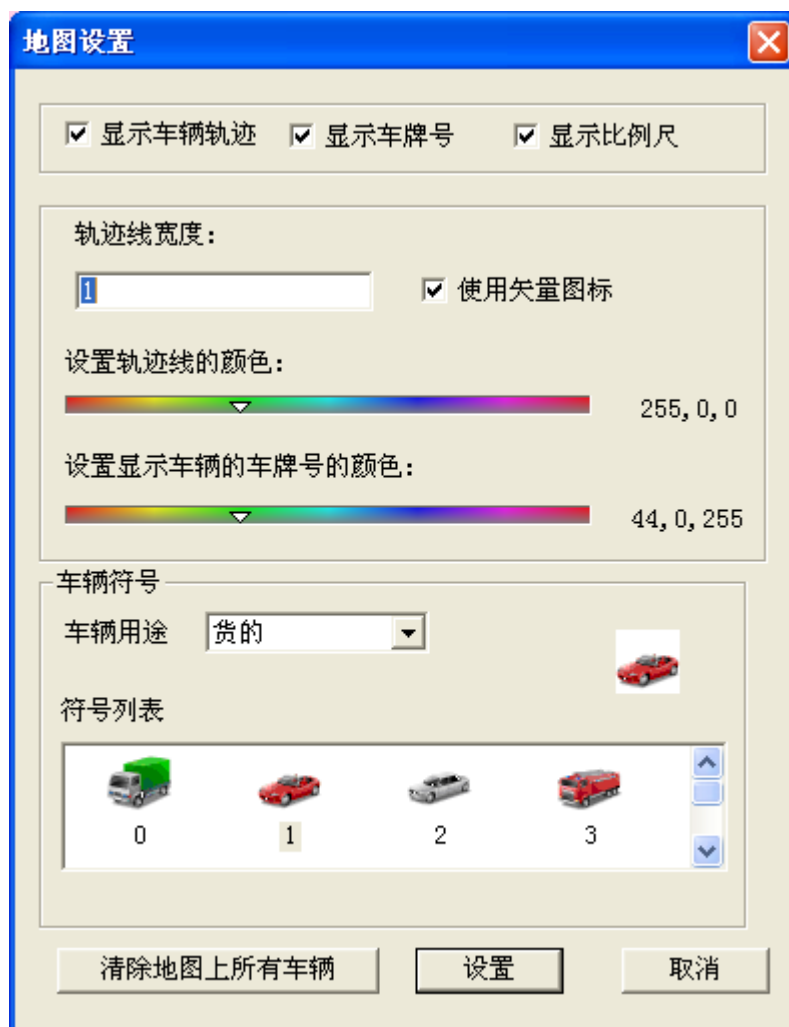 地图设置
显示车辆轨迹 显示车牌号 显示比例尺
轨迹线宽度:
1 使用矢量图标
设置轨迹线的颜色:
255,0,0
设置显示车辆的车牌号的颜色:
44,0,255
车辆符号
车辆用途 货的
符号列表
0 1 2 3
清除地图上所有车辆 设置 取消